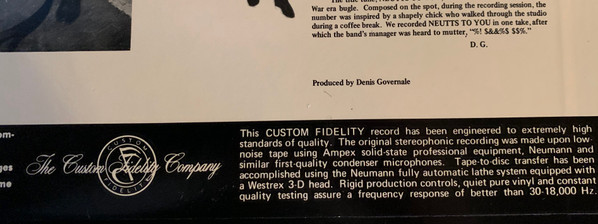 War era bugle. Composed on the spot, during the recording session, the
number was inspired by a shapely chick who walked through the studio
during a coffee break. We recorded NEUTTS TO YOU in one take, after
which the band's manager was heard to mutter, "%! $&&%$ $$%."
D. G.
Produced by Denis Governale
om-
ges
me
CUSTOM
FIDELITY
The Custom Fidelity Company
This CUSTOM FIDELITY record has been engineered to extremely high
standards of quality. The original stereophonic recording was made upon low-
noise tape using Ampex solid-state professional equipment, Neumann and
similar first-quality condenser microphones. Tape-to-disc transfer has been
accomplished using the Neumann fully automatic lathe system equipped with
a Westrex 3-D head. Rigid production controls, quiet pure vinyl and constant
quality testing assure a frequency response of better than 30-18,000 Hz.